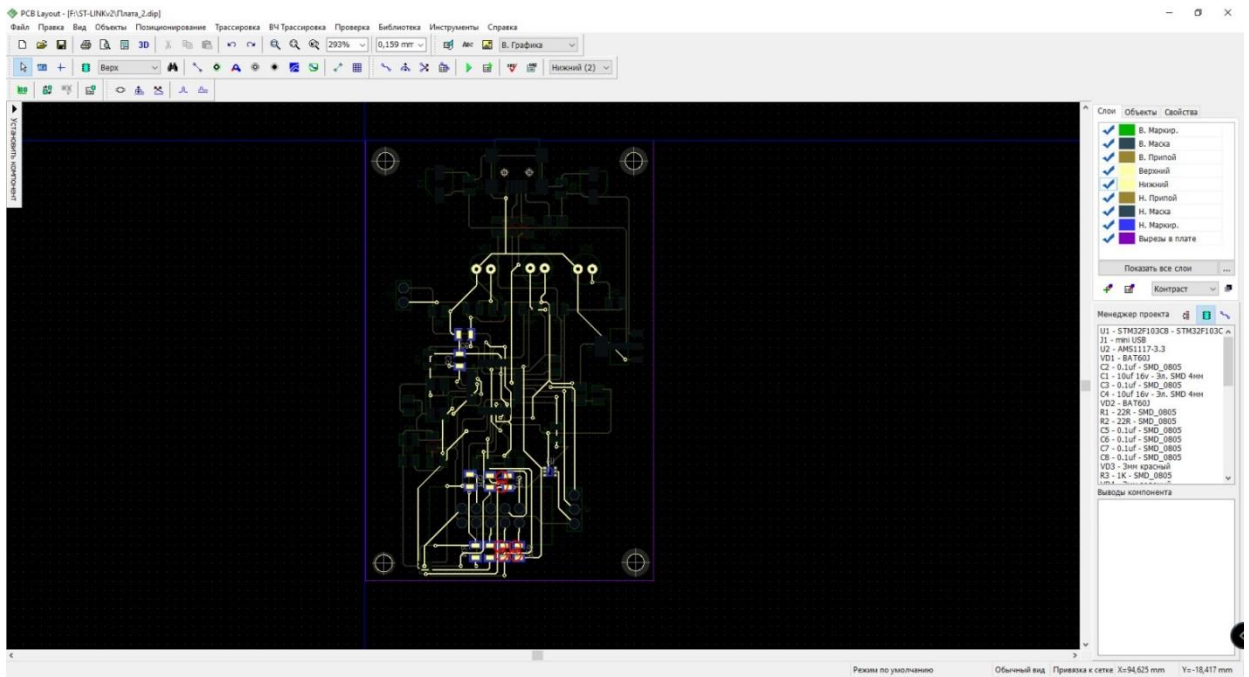 PCB Layout - [F:\ST-LINKv2\Плата_2.dip]
Файл Правка Вид Объекты Позиционирование Трассировка ВЧ Трассировка Проверка Библиотека Инструменты Справка
3D 293% 0,159 mm Abc В. Графика
Верх Нижний (2)
Установить компонент
Слои Объекты Свойства
В. Маркир.
В. Маска
В. Припой
Верхний
Нижний
Н. Припой
Н. Маска
Н. Маркир.
Вырезы в плате
Показать все слои ...
Контраст
Менеджер проекта
U1 - STM32F103CB - STM32F103C
J1 - mini USB
U2 - AMS1117-3.3
VD1 - BAT60J
C2 - 0.1uf - SMD_0805
C1 - 10uf 16v - Эл. SMD 4мм
C3 - 0.1uf - SMD_0805
C4 - 10uf 16v - Эл. SMD 4мм
VD2 - BAT60J
R1 - 22R - SMD_0805
R2 - 22R - SMD_0805
C5 - 0.1uf - SMD_0805
C6 - 0.1uf - SMD_0805
C7 - 0.1uf - SMD_0805
C8 - 0.1uf - SMD_0805
VD3 - 3мм красный
R3 - 1K - SMD_0805
Выводы компонента
Режим по умолчанию Обычный вид Привязка к сетке X=94,625 mm Y=-18,417 mm